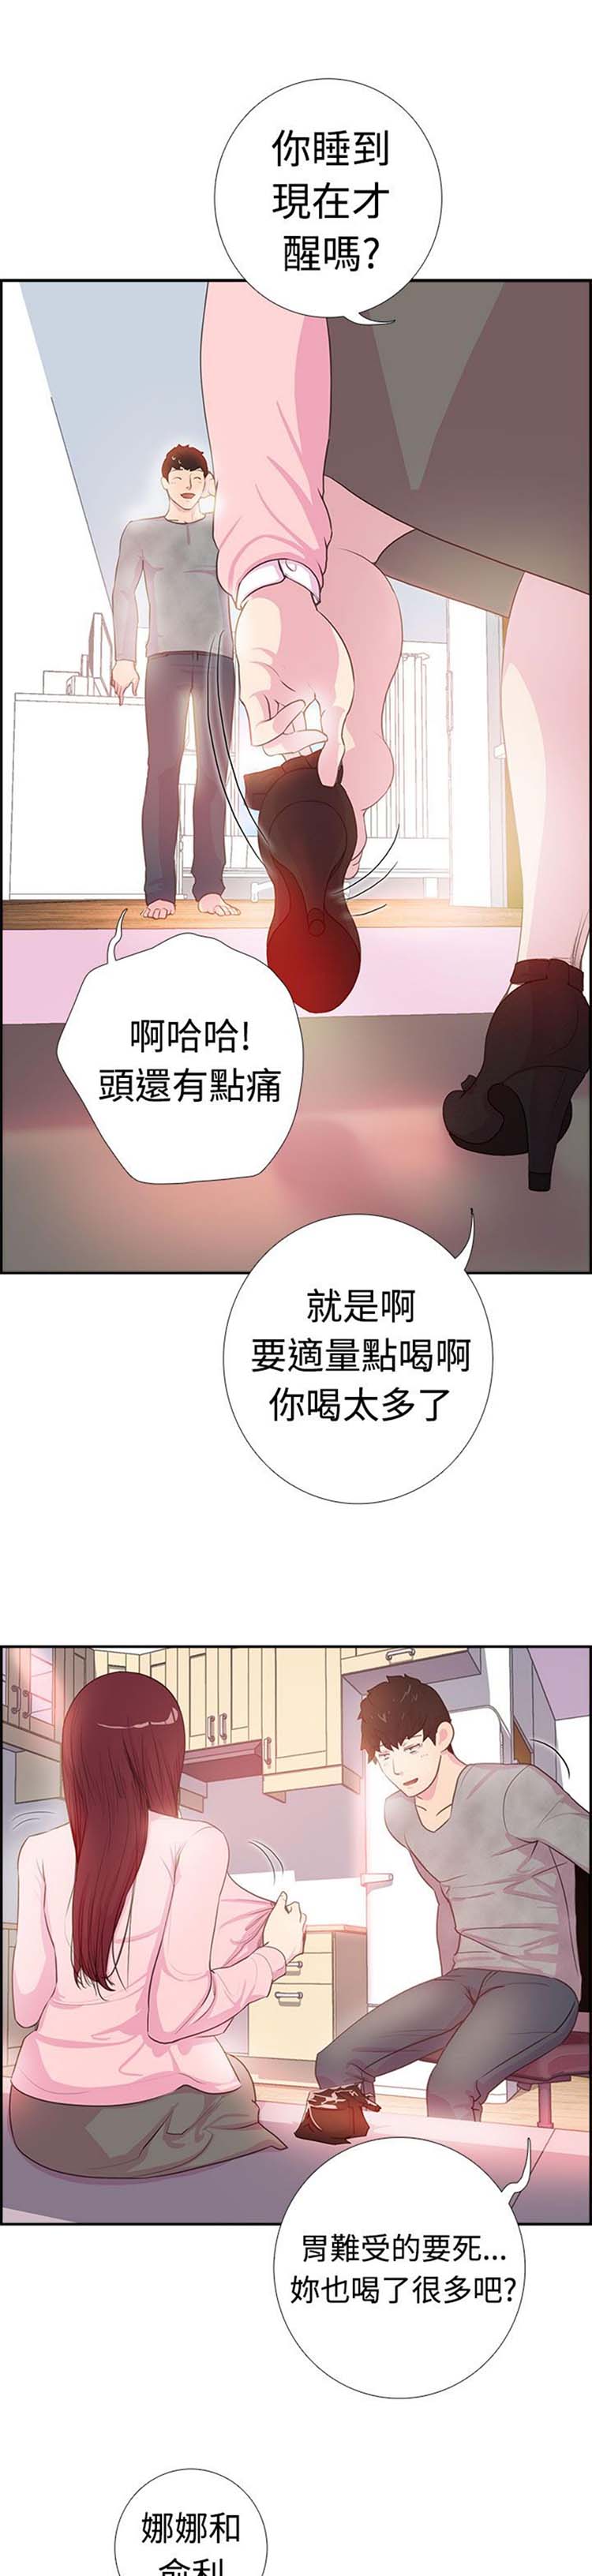 你睡到
現在才
醒嗎?
啊哈哈!
頭還有點痛
就是啊
要適量點喝啊
你喝太多了
胃難受的要死...
妳也喝了很多吧?
娜娜和